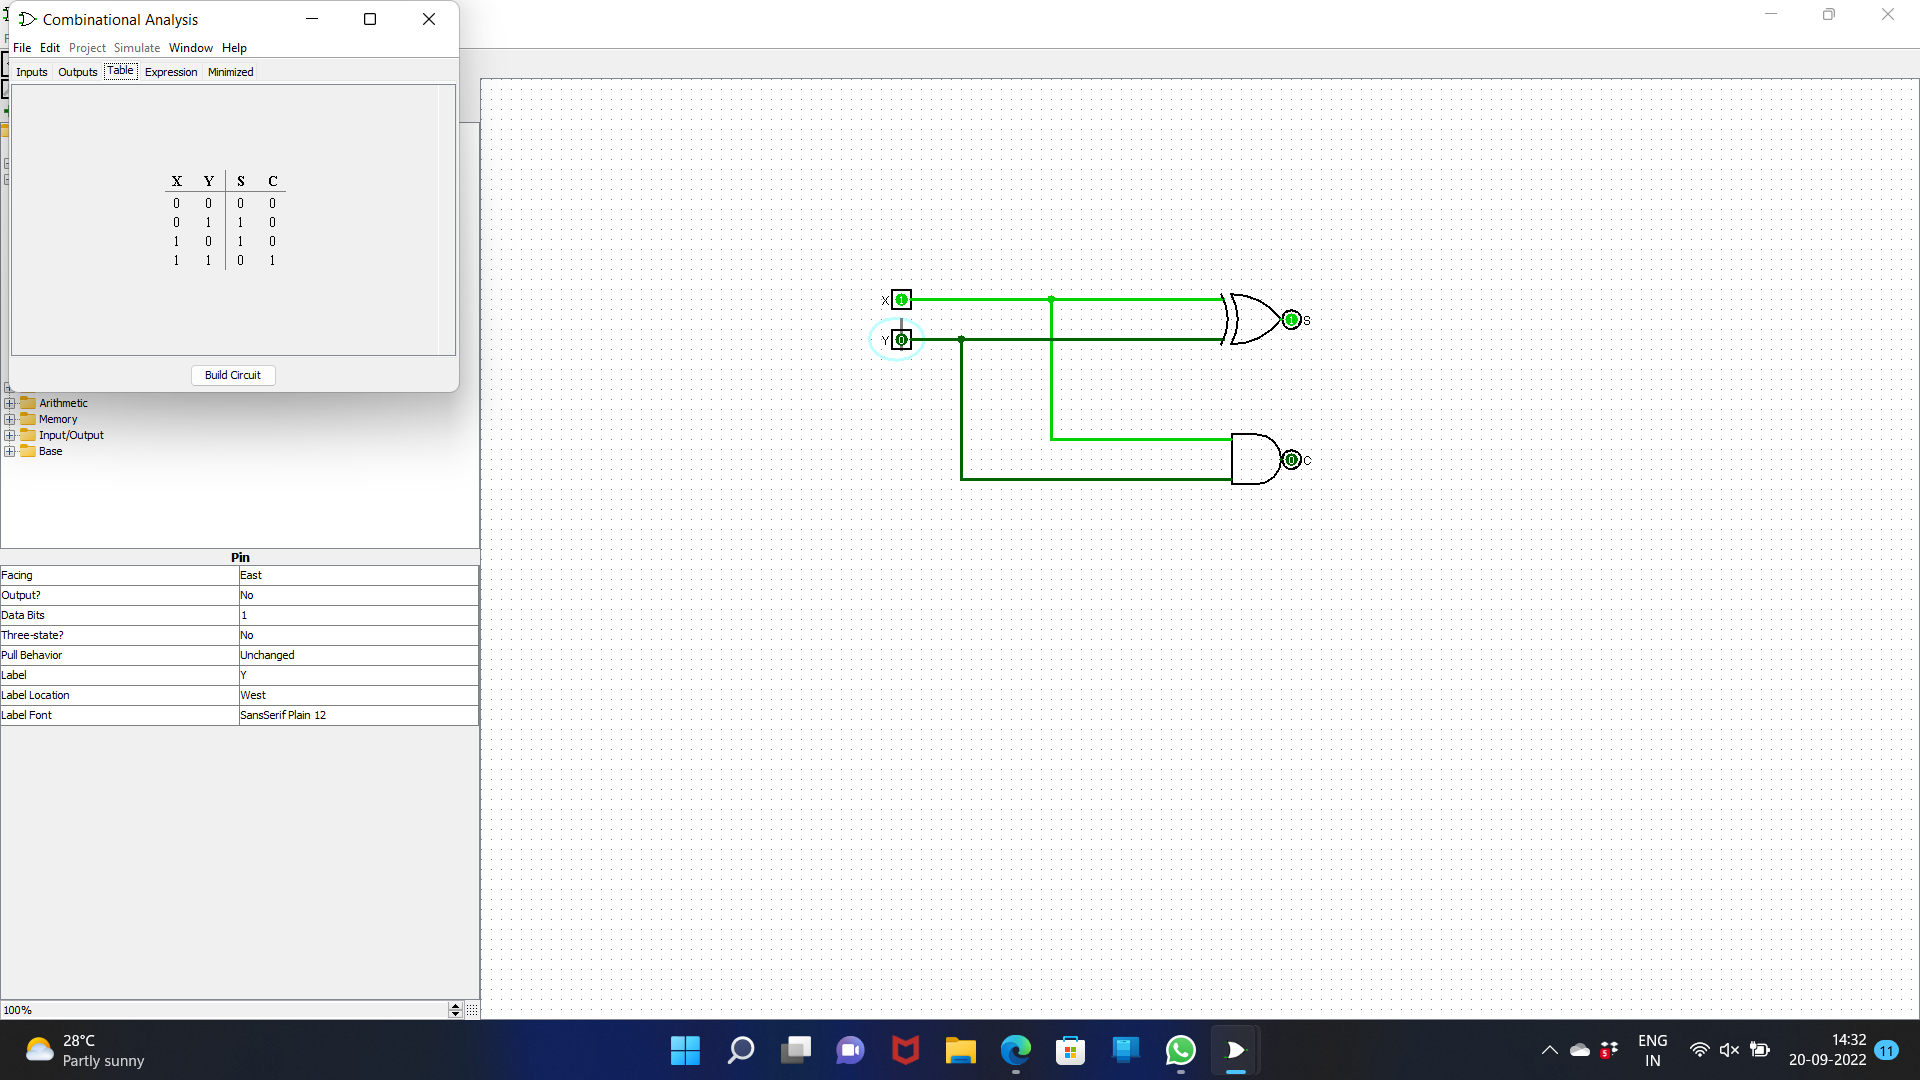 Combinational Analysis
File Edit Project Simulate Window Help
Inputs Outputs Table Expression Minimized
X Y S C
0 0 0 0
0 1 1 0
1 0 1 0
1 1 0 1
Build Circuit
Arithmetic
Memory
Input/Output
Base
Pin
Facing East
Output? No
Data Bits 1
Three-state? No
Pull Behavior Unchanged
Label Y
Label Location West
Label Font SansSerif Plain 12
100%
X 1
1 S
Y 0
0 C
28°C
Partly sunny
5
ENG
IN
14:32
20-09-2022
11